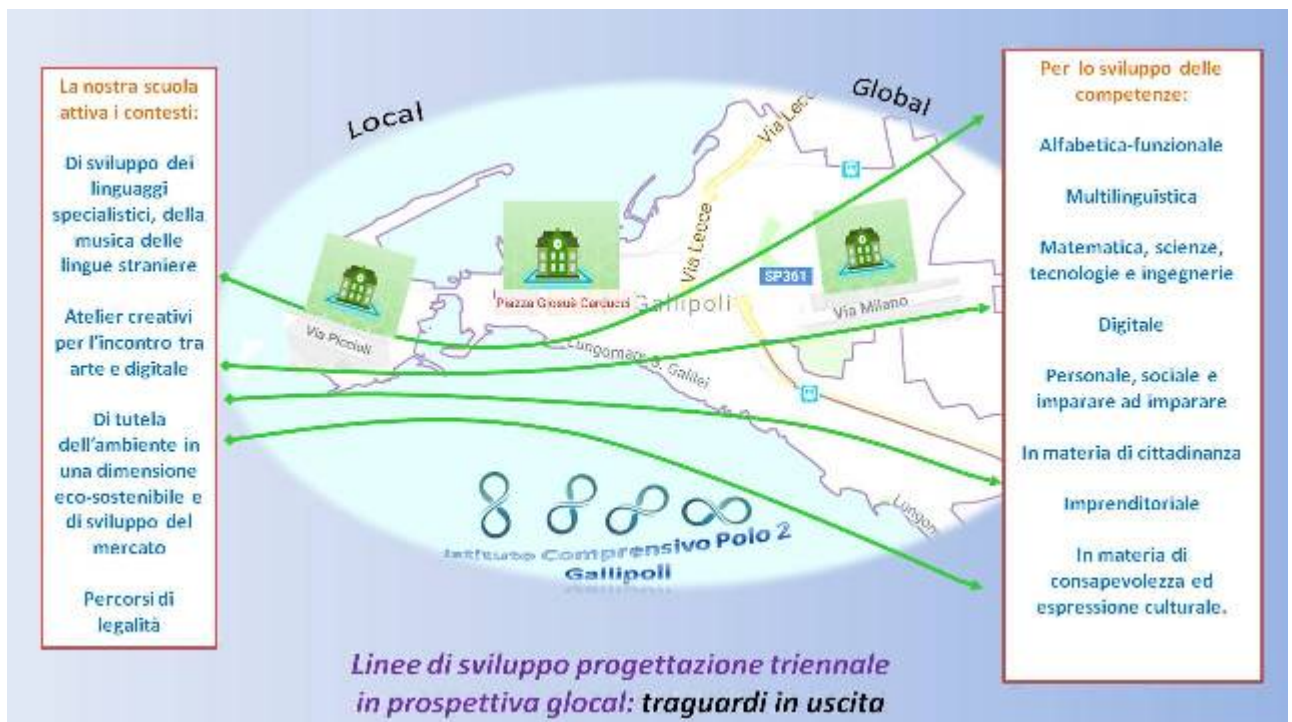 La nostra scuola
attiva i contesti:
Di sviluppo dei
linguaggi
specialistici, della
musica delle
lingue straniere
Atelier creativi
per l'incontro tra
arte e digitale
Di tutela
dell'ambiente in
una dimensione
eco-sostenibile e
di sviluppo del
mercato
Percorsi di
legalità
Local
Global
Via Lecce
Via Lecce
SP361
Piazza Giosuè Carducci
Gallipoli
Via Milano
Via Piccioli
Lungomare G. Galilei
Lungom
Istituto Comprensivo Polo 2
Gallipoli
Per lo sviluppo delle
competenze:
Alfabetica-funzionale
Multilinguistica
Matematica, scienze,
tecnologie e ingegnerie
Digitale
Personale, sociale e
imparare ad imparare
In materia di cittadinanza
Imprenditoriale
In materia di
consapevolezza ed
espressione culturale.
Linee di sviluppo progettazione triennale
in prospettiva glocal: traguardi in uscita